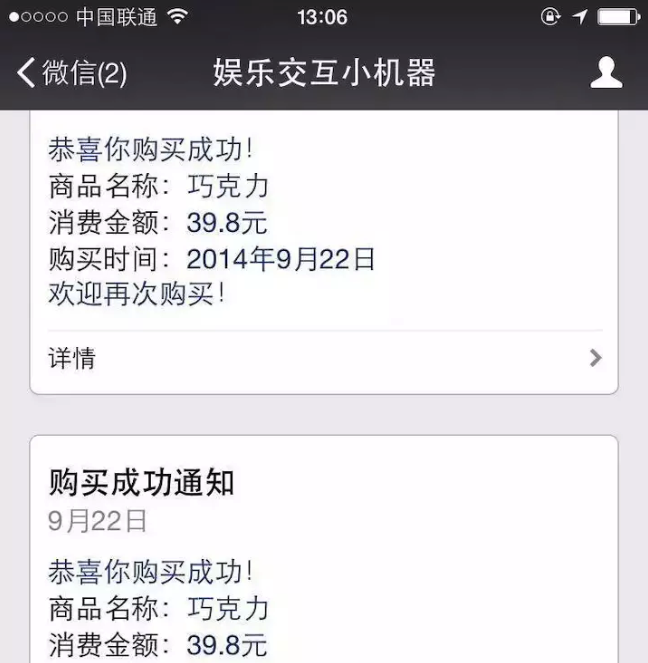 中国联通 13:06
微信(2) 娱乐交互小机器
恭喜你购买成功！
商品名称：巧克力
消费金额：39.8元
购买时间：2014年9月22日
欢迎再次购买！
详情
购买成功通知
9月22日
恭喜你购买成功！
商品名称：巧克力
消费金额：39.8元